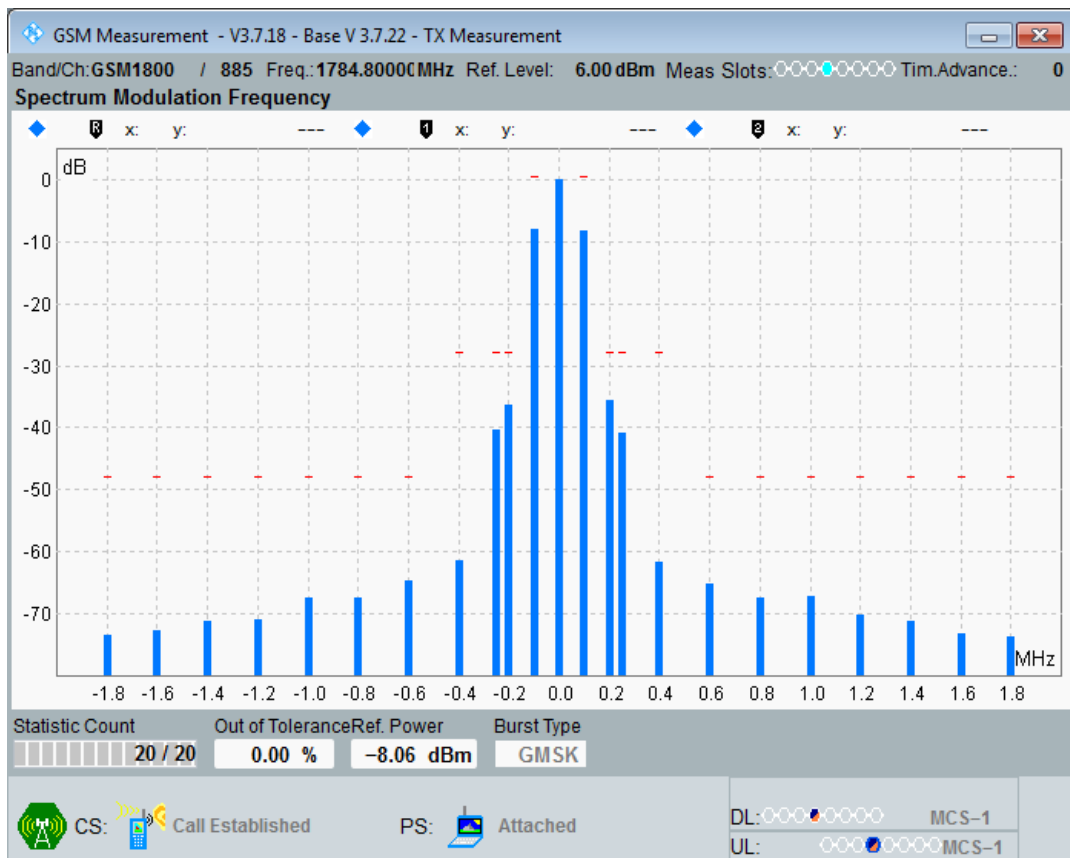 GSM Measurement - V3.7.18 - Base V 3.7.22 - TX Measurement
Band/Ch:GSM1800 / 885 Freq.:1784.80000MHz Ref. Level: 6.00 dBm Meas Slots: Tim.Advance.: 0
Spectrum Modulation Frequency
R x: y: --- 1 x: y: --- 2 x: y: ---
dB
0
-10
-20
-30
-40
-50
-60
-70
MHz
-1.8 -1.6 -1.4 -1.2 -1.0 -0.8 -0.6 -0.4 -0.2 0.0 0.2 0.4 0.6 0.8 1.0 1.2 1.4 1.6 1.8
Statistic Count Out of Tolerance Ref. Power Burst Type
20 / 20 0.00 % −8.06 dBm GMSK
CS: Call Established PS: Attached
DL: MCS−1
UL: MCS−1